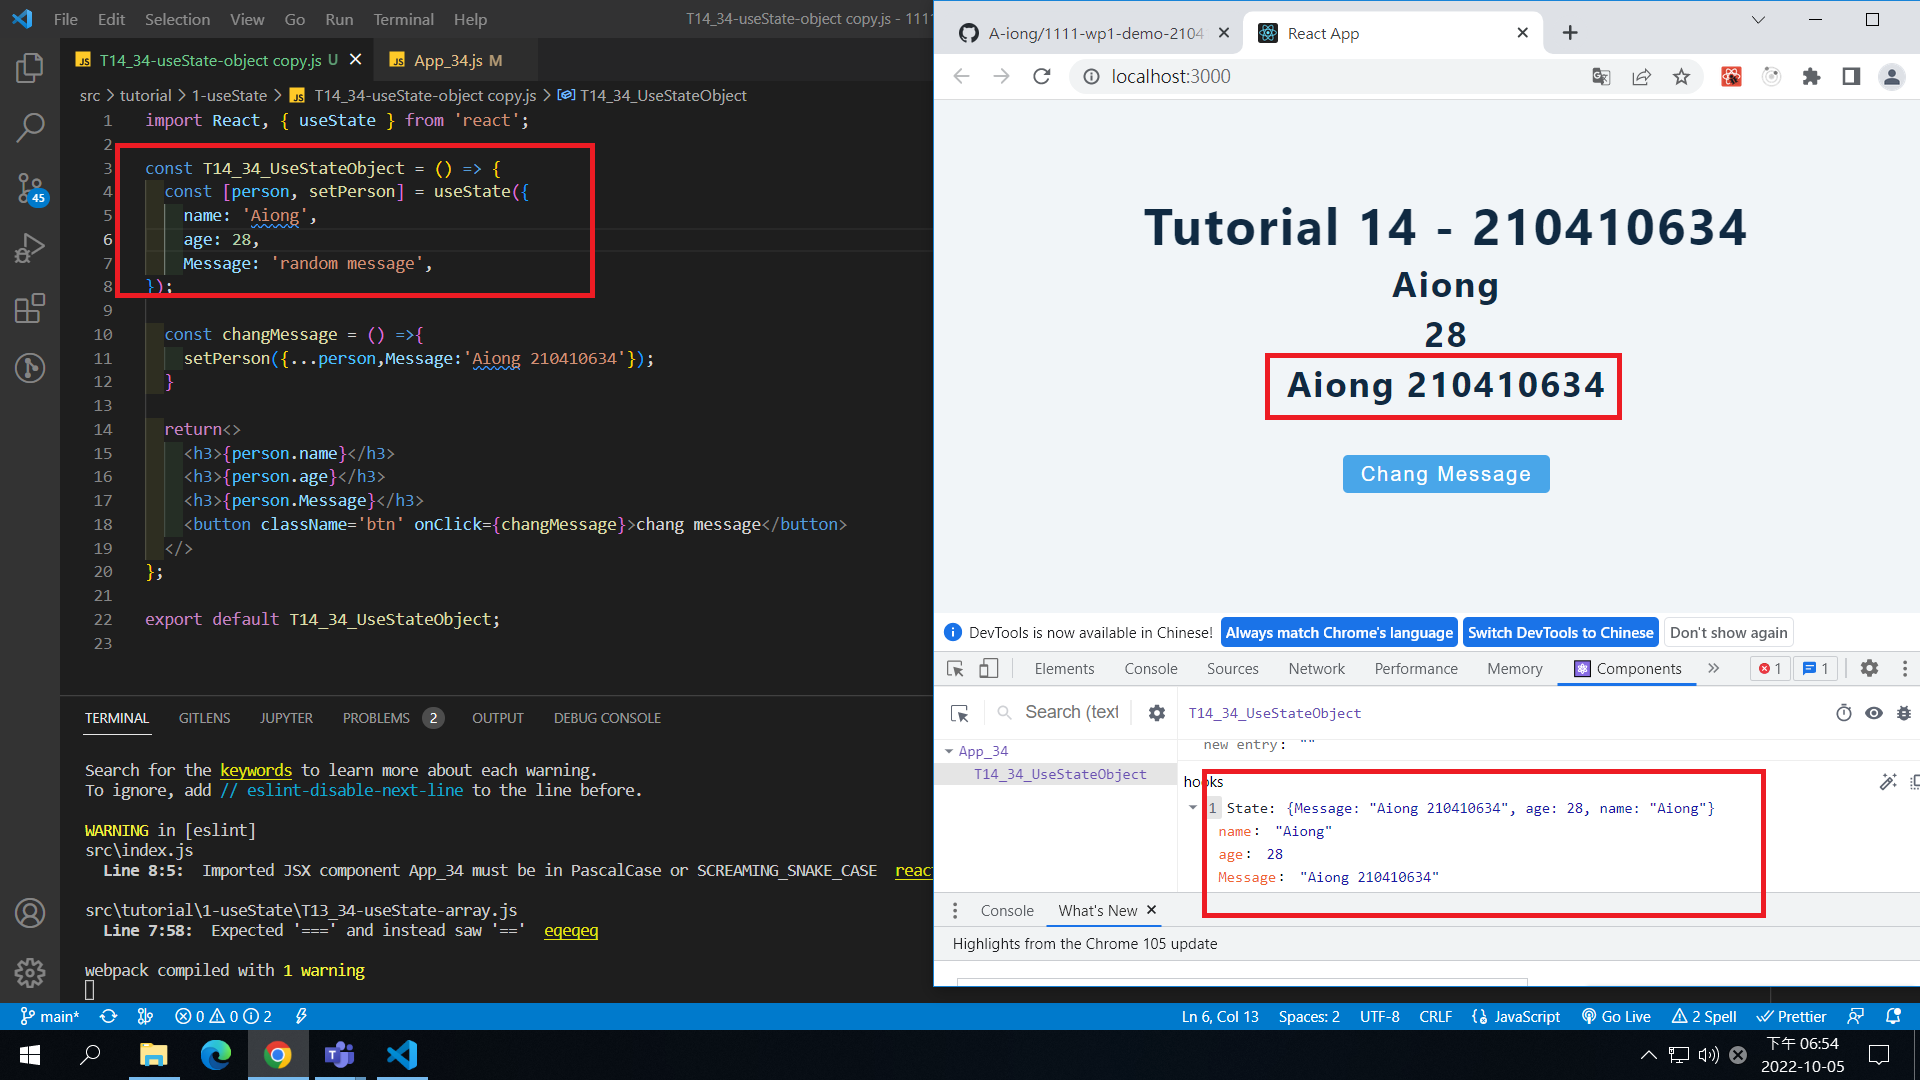 File Edit Selection View Go Run Terminal Help T14_34-useState-object copy.js - 1111
T14_34-useState-object copy.js U
App_34.js M
src > tutorial > 1-useState > T14_34-useState-object copy.js > T14_34_UseStateObject
1 import React, { useState } from 'react';
2
3 const T14_34_UseStateObject = () => {
4 const [person, setPerson] = useState({
5 name: 'Aiong',
6 age: 28,
7 Message: 'random message',
8 });
9
10 const changMessage = () =>{
11 setPerson({...person,Message:'Aiong 210410634'});
12 }
13
14 return<>
15 <h3>{person.name}</h3>
16 <h3>{person.age}</h3>
17 <h3>{person.Message}</h3>
18 <button className='btn' onClick={changMessage}>chang message</button>
19 </>
20 };
21
22 export default T14_34_UseStateObject;
23
45
TERMINAL GITLENS JUPYTER PROBLEMS 2 OUTPUT DEBUG CONSOLE
Search for the keywords to learn more about each warning.
To ignore, add // eslint-disable-next-line to the line before.
WARNING in [eslint]
src\index.js
Line 8:5: Imported JSX component App_34 must be in PascalCase or SCREAMING_SNAKE_CASE reac
src\tutorial\1-useState\T13_34-useState-array.js
Line 7:58: Expected '===' and instead saw '==' eqeqeq
webpack compiled with 1 warning
A-iong/1111-wp1-demo-2104
React App
localhost:3000
Tutorial 14 - 210410634
Aiong
28
Aiong 210410634
Chang Message
DevTools is now available in Chinese! Always match Chrome's language Switch DevTools to Chinese Don't show again
Elements Console Sources Network Performance Memory Components 1 1
Search (text
T14_34_UseStateObject
App_34
T14_34_UseStateObject
new entry: ""
hooks
1 State: {Message: "Aiong 210410634", age: 28, name: "Aiong"}
name: "Aiong"
age: 28
Message: "Aiong 210410634"
Console What's New
Highlights from the Chrome 105 update
main* 0 0 2 Ln 6, Col 13 Spaces: 2 UTF-8 CRLF JavaScript Go Live 2 Spell Prettier
下午 06:54
2022-10-05